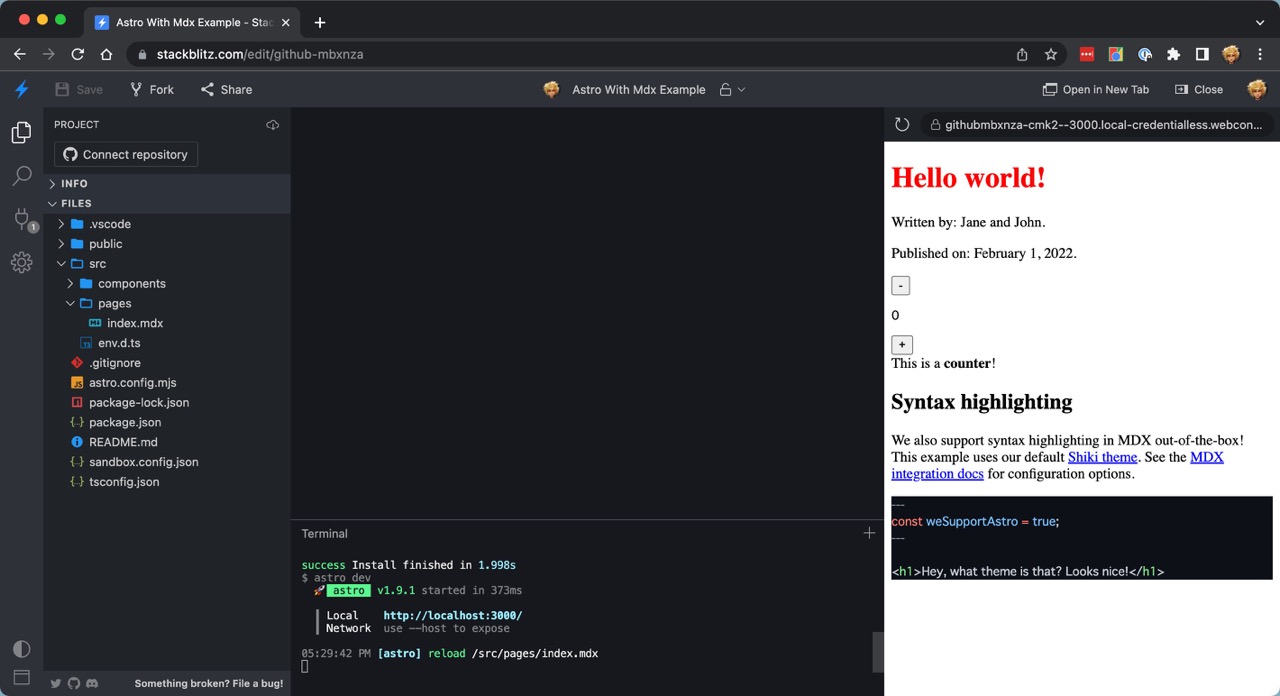 Astro With Mdx Example - Stac
stackblitz.com/edit/github-mbxnza
Save
Fork
Share
Astro With Mdx Example
Open in New Tab
Close
PROJECT
Connect repository
INFO
FILES
.vscode
public
src
components
pages
index.mdx
env.d.ts
.gitignore
astro.config.mjs
package-lock.json
package.json
README.md
sandbox.config.json
tsconfig.json
1
Something broken? File a bug!
Terminal
success Install finished in 1.998s
$ astro dev
astro v1.9.1 started in 373ms
Local http://localhost:3000/
Network use --host to expose
05:29:42 PM [astro] reload /src/pages/index.mdx
githubmbxnza-cmk2--3000.local-credentialless.webcon...
Hello world!
Written by: Jane and John.
Published on: February 1, 2022.
-
0
+
This is a counter!
Syntax highlighting
We also support syntax highlighting in MDX out-of-the-box!
This example uses our default Shiki theme. See the MDX
integration docs for configuration options.
---
const weSupportAstro = true;
---
<h1>Hey, what theme is that? Looks nice!</h1>